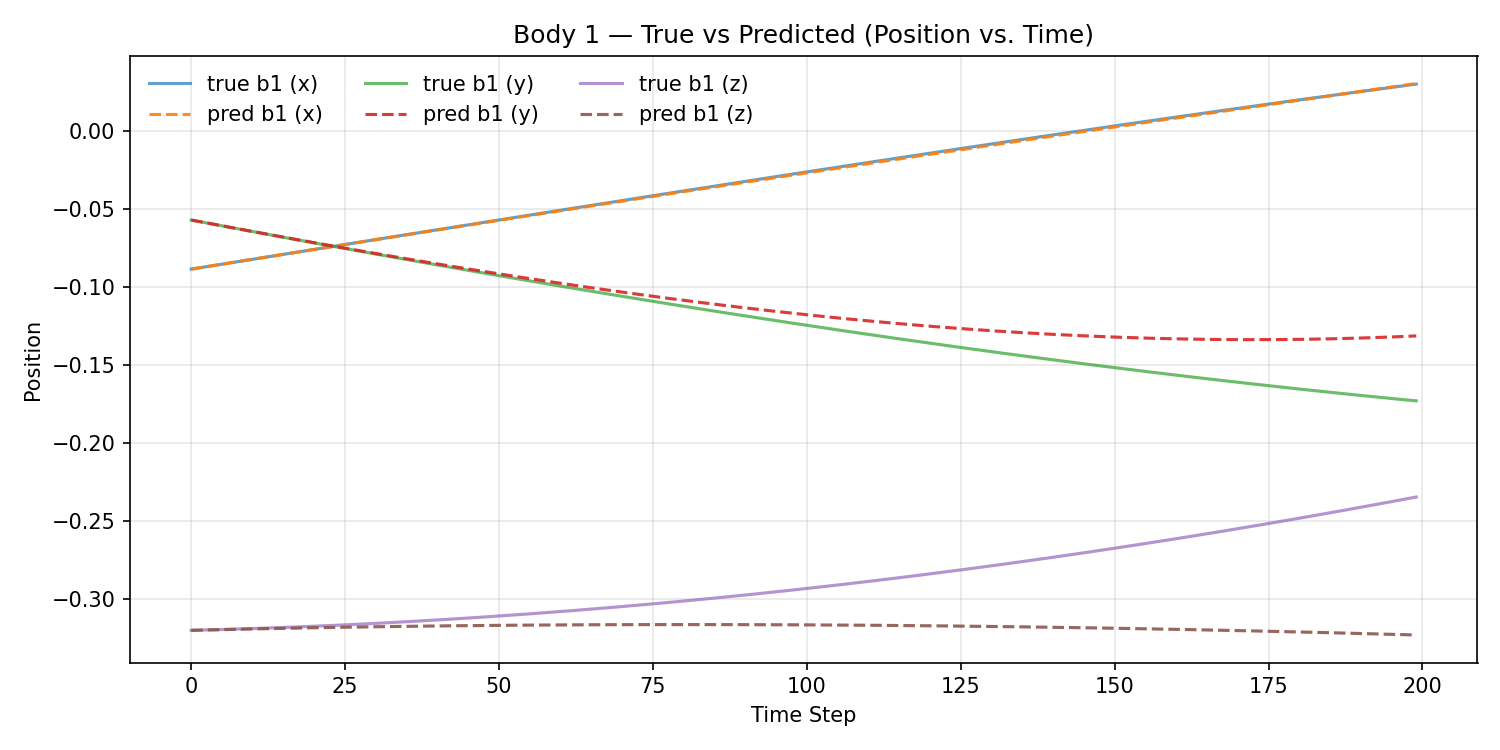 Body 1 — True vs Predicted (Position vs. Time)
true b1 (x) true b1 (y) true b1 (z)
pred b1 (x) pred b1 (y) pred b1 (z)
0.00
−0.05
−0.10
−0.15
−0.20
−0.25
−0.30
Position
0 25 50 75 100 125 150 175 200
Time Step